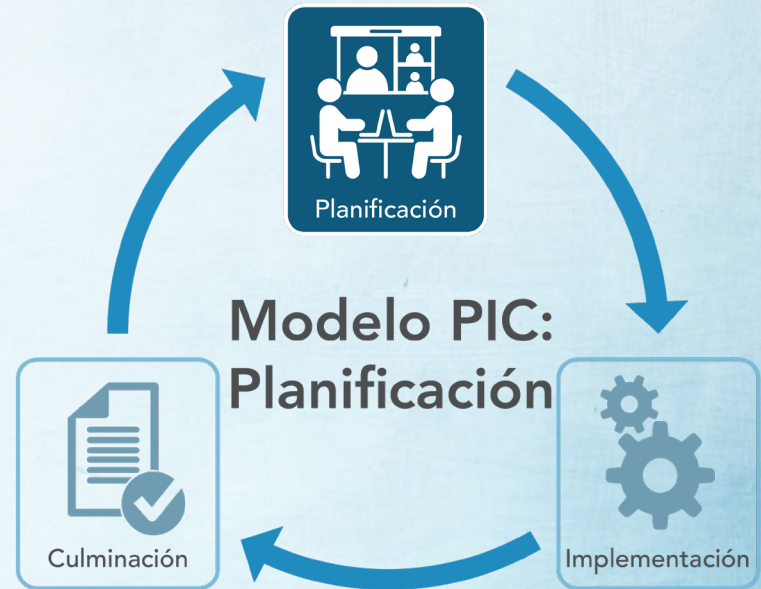 Planificación
Modelo PIC:
Planificación
Culminación
Implementación